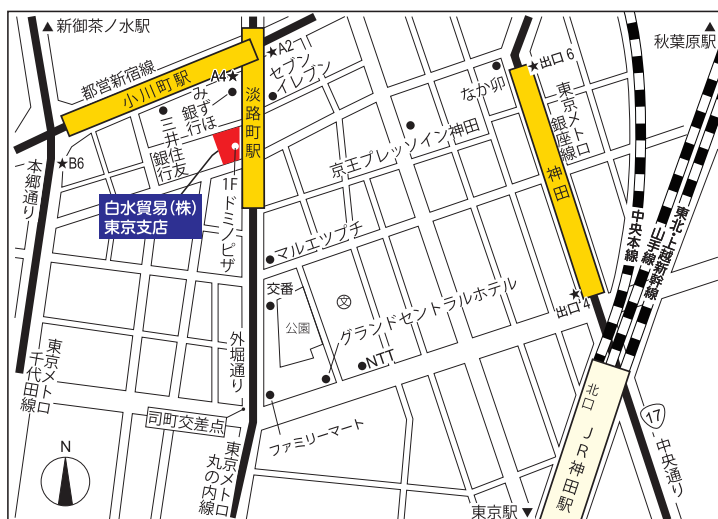 ▲新御茶ノ水駅
▲
秋葉原駅
都営新宿線
小川町駅
A4★
★A2
セブン
イレブン
みずほ
銀行
三井住友
銀行
淡路町駅
★B6
本郷通り
白水貿易(株)
東京支店
1F
ドミノピザ
なか卯
★出口6
東京メトロ
銀座線
京王プレッソイン神田
神田
マルエツプチ
交番
公園
文
グランドセントラルホテル
NTT
★
出口4
中央本線
山手線
東北・上越新幹線
外堀通り
東京メトロ
千代田線
司町交差点
ファミリーマート
東京メトロ
丸の内線
N
北口
JR神田駅
17
中央通り
東京駅▼